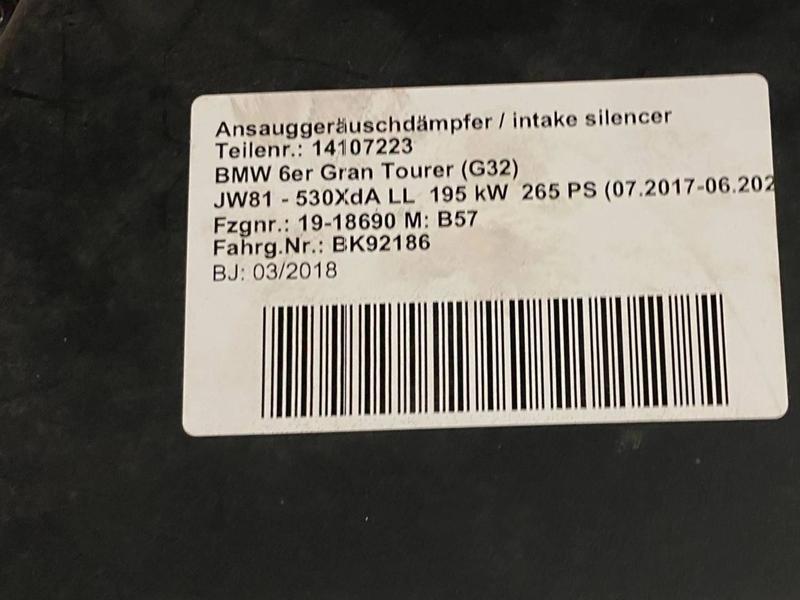 Ansauggeräuschdämpfer / intake silencer
Teilenr.: 14107223
BMW 6er Gran Tourer (G32)
JW81 - 530XdA LL 195 kW 265 PS (07.2017-06.202
Fzgnr.: 19-18690 M: B57
Fahrg.Nr.: BK92186
BJ: 03/2018